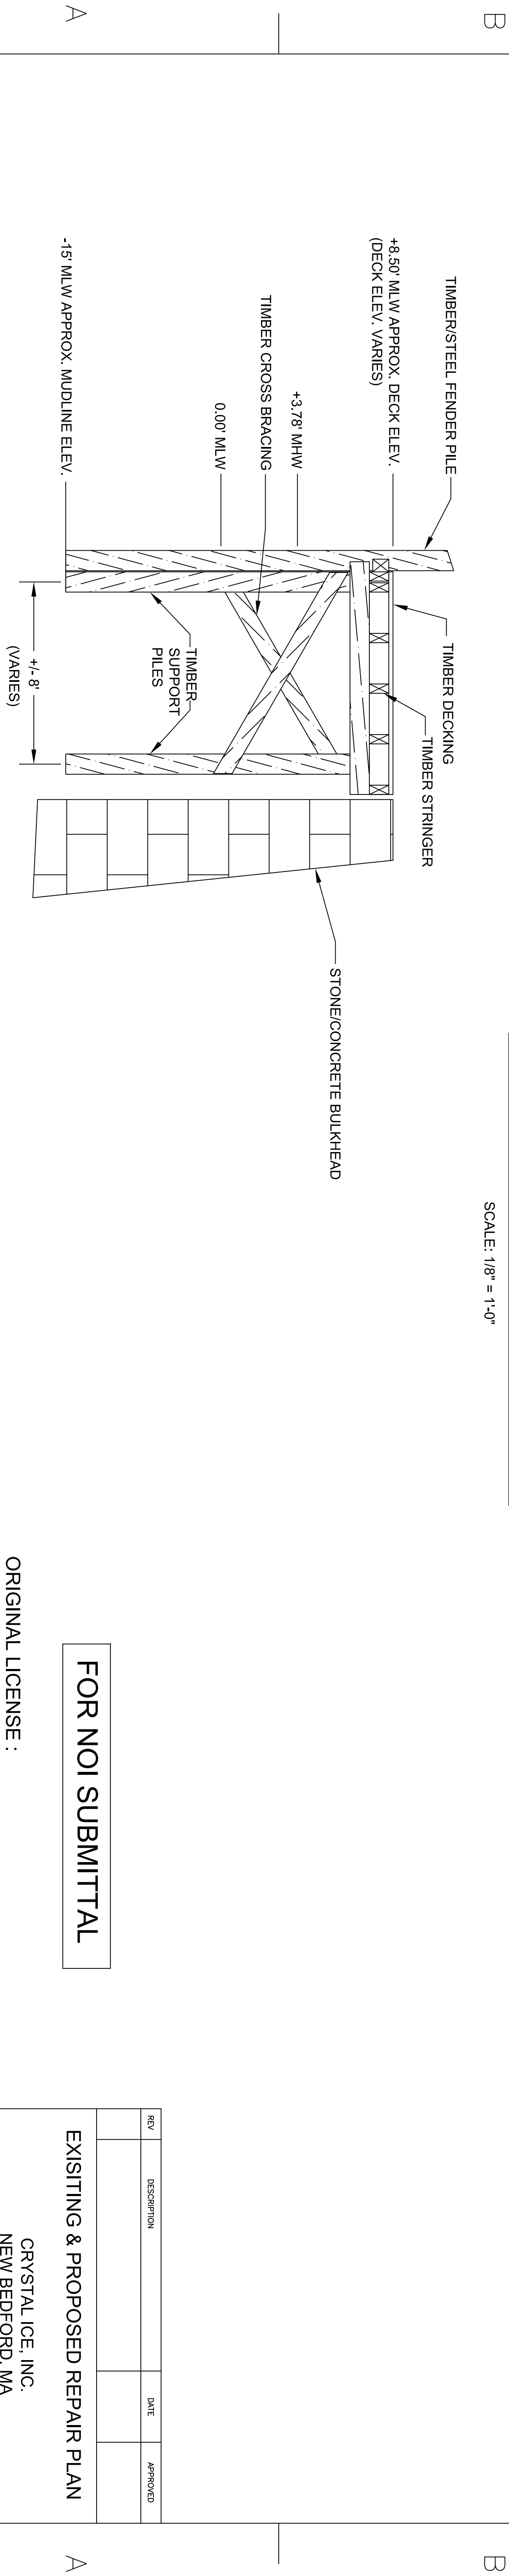 B
B
SCALE: 1/8" = 1'-0"
TIMBER/STEEL FENDER PILE
TIMBER DECKING
TIMBER STRINGER
+8.50' MLW APPROX. DECK ELEV.
(DECK ELEV. VARIES)
STONE/CONCRETE BULKHEAD
+3.78' MHW
TIMBER CROSS BRACING
0.00' MLW
TIMBER
SUPPORT
PILES
-15' MLW APPROX. MUDLINE ELEV.
+/- 8'
(VARIES)
FOR NOI SUBMITTAL
ORIGINAL LICENSE :
REV
DESCRIPTION
DATE
APPROVED
EXISITING & PROPOSED REPAIR PLAN
CRYSTAL ICE, INC.
NEW BEDFORD, MA
A
A